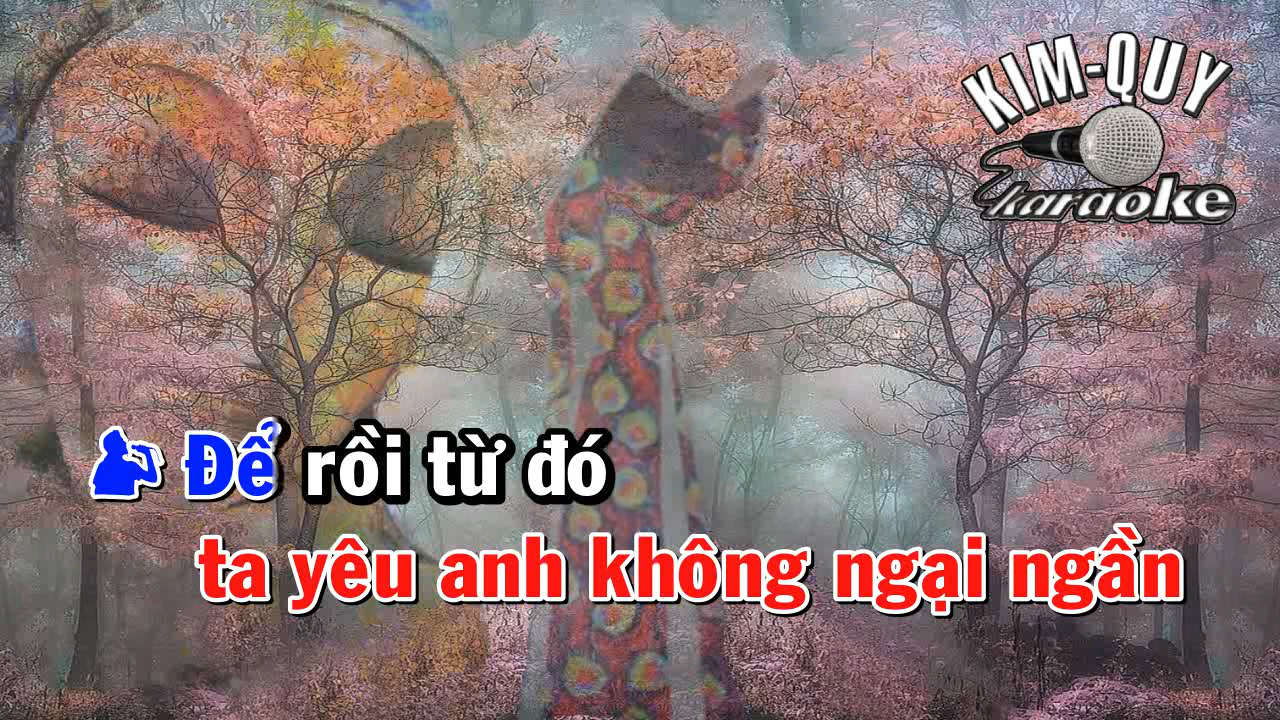 KIM-QUY
karaoke
Để rồi từ đó
ta yêu anh không ngại ngần